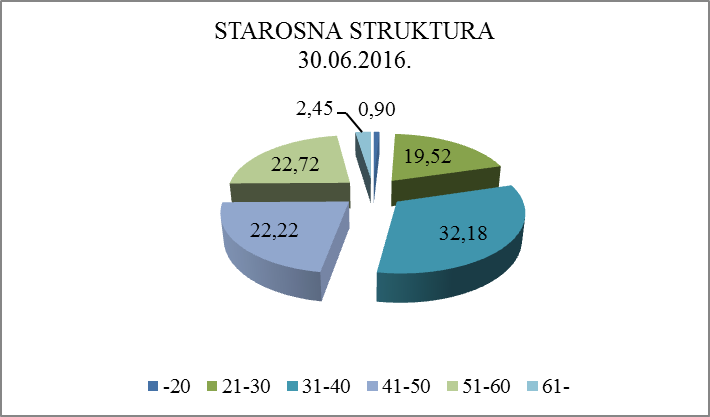 STAROSNA STRUKTURA
30.06.2016.
2,45 0,90
22,72 19,52
22,22 32,18
-20 21-30 31-40 41-50 51-60 61-